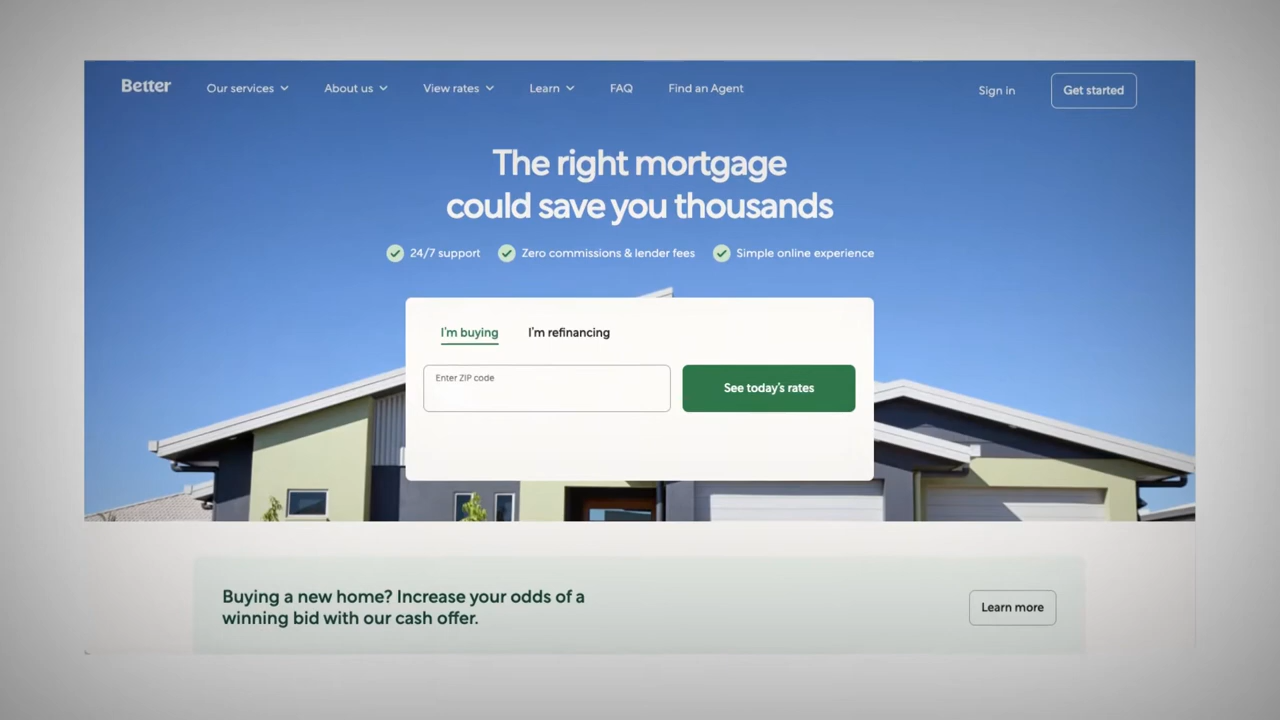 Better
Our services
About us
View rates
Learn
FAQ
Find an Agent
Sign in
Get started
The right mortgage
could save you thousands
24/7 support
Zero commissions & lender fees
Simple online experience
I'm buying
I'm refinancing
Enter ZIP code
See today's rates
Buying a new home? Increase your odds of a
winning bid with our cash offer.
Learn more